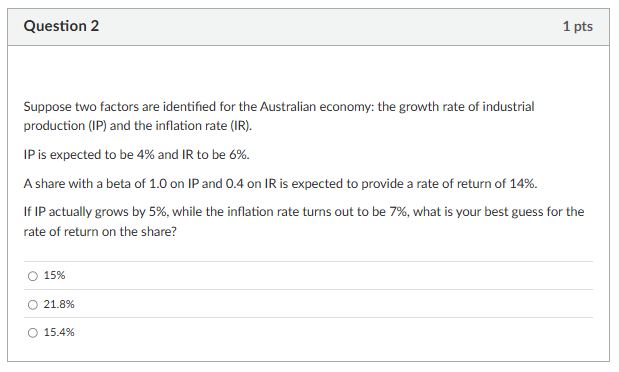 Question 2 1 pts
Suppose two factors are identified for the Australian economy: the growth rate of industrial
production (IP) and the inflation rate (IR).
IP is expected to be 4% and IR to be 6%.
A share with a beta of 1.0 on IP and 0.4 on IR is expected to provide a rate of return of 14%.
If IP actually grows by 5%, while the inflation rate turns out to be 7%, what is your best guess for the
rate of return on the share?
15%
21.8%
15.4%